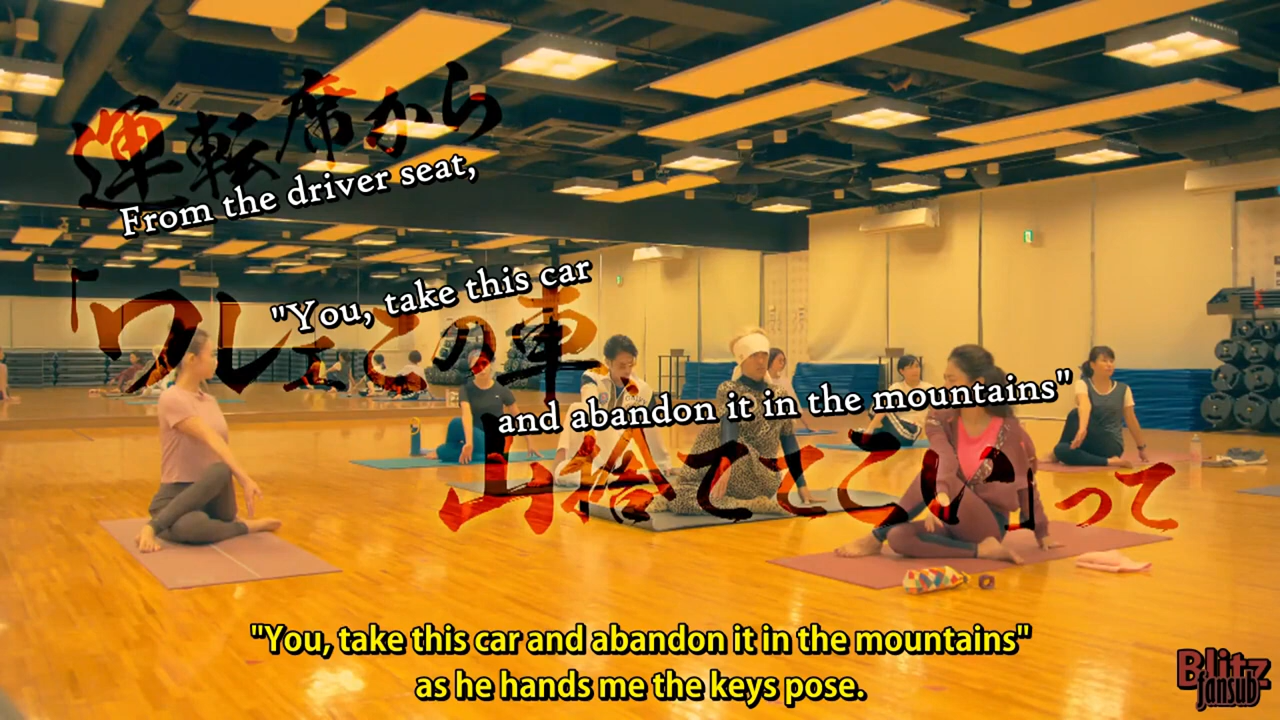 運転席から
From the driver seat,
「ワレェこの車
"You, take this car
and abandon it in the mountains"
山捨ててこい」って
"You, take this car and abandon it in the mountains"
as he hands me the keys pose.
Blitz
fansub